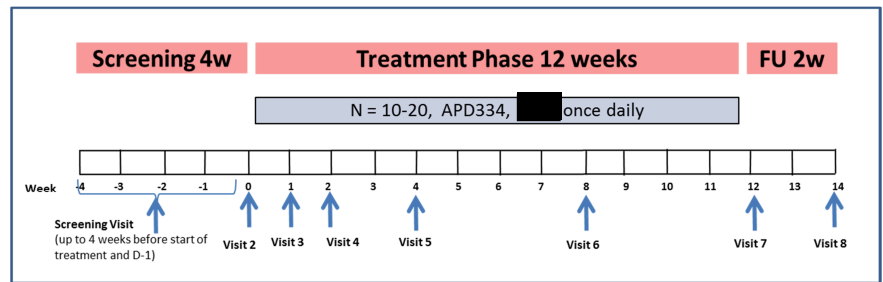 Screening 4w Treatment Phase 12 weeks FU 2w
N = 10-20, APD334, once daily
Week -4 -3 -2 -1 0 1 2 3 4 5 6 7 8 9 10 11 12 13 14
Screening Visit
(up to 4 weeks before start of
treatment and D-1)
Visit 2 Visit 3 Visit 4 Visit 5 Visit 6 Visit 7 Visit 8